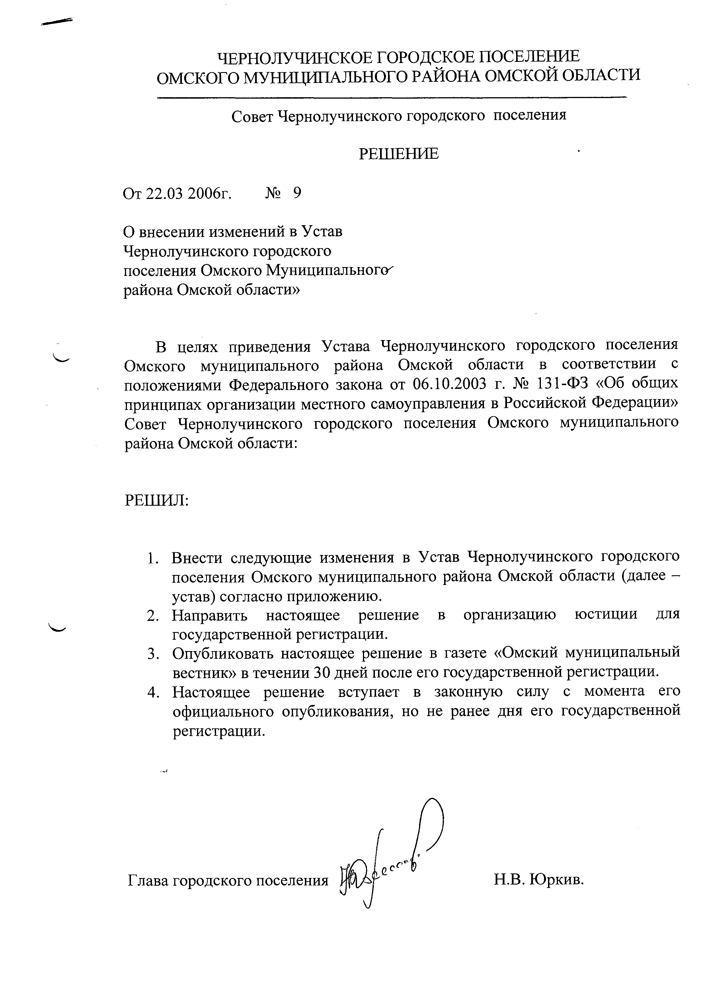 ЧЕРНОЛУЧИНСКОЕ ГОРОДСКОЕ ПОСЕЛЕНИЕ
ОМСКОГО МУНИЦИПАЛЬНОГО РАЙОНА ОМСКОЙ ОБЛАСТИ
Совет Чернолучинского городского поселения
РЕШЕНИЕ
От 22.03 2006г. № 9
О внесении изменений в Устав
Чернолучинского городского
поселения Омского Муниципального
района Омской области»
В целях приведения Устава Чернолучинского городского поселения
Омского муниципального района Омской области в соответствии с
положениями Федерального закона от 06.10.2003 г. № 131-ФЗ «Об общих
принципах организации местного самоуправления в Российской Федерации»
Совет Чернолучинского городского поселения Омского муниципального
района Омской области:
РЕШИЛ:
1. Внести следующие изменения в Устав Чернолучинского городского
поселения Омского муниципального района Омской области (далее –
устав) согласно приложению.
2. Направить настоящее решение в организацию юстиции для
государственной регистрации.
3. Опубликовать настоящее решение в газете «Омский муниципальный
вестник» в течении 30 дней после его государственной регистрации.
4. Настоящее решение вступает в законную силу с момента его
официального опубликования, но не ранее дня его государственной
регистрации.
Глава городского поселения Н.В. Юркив.